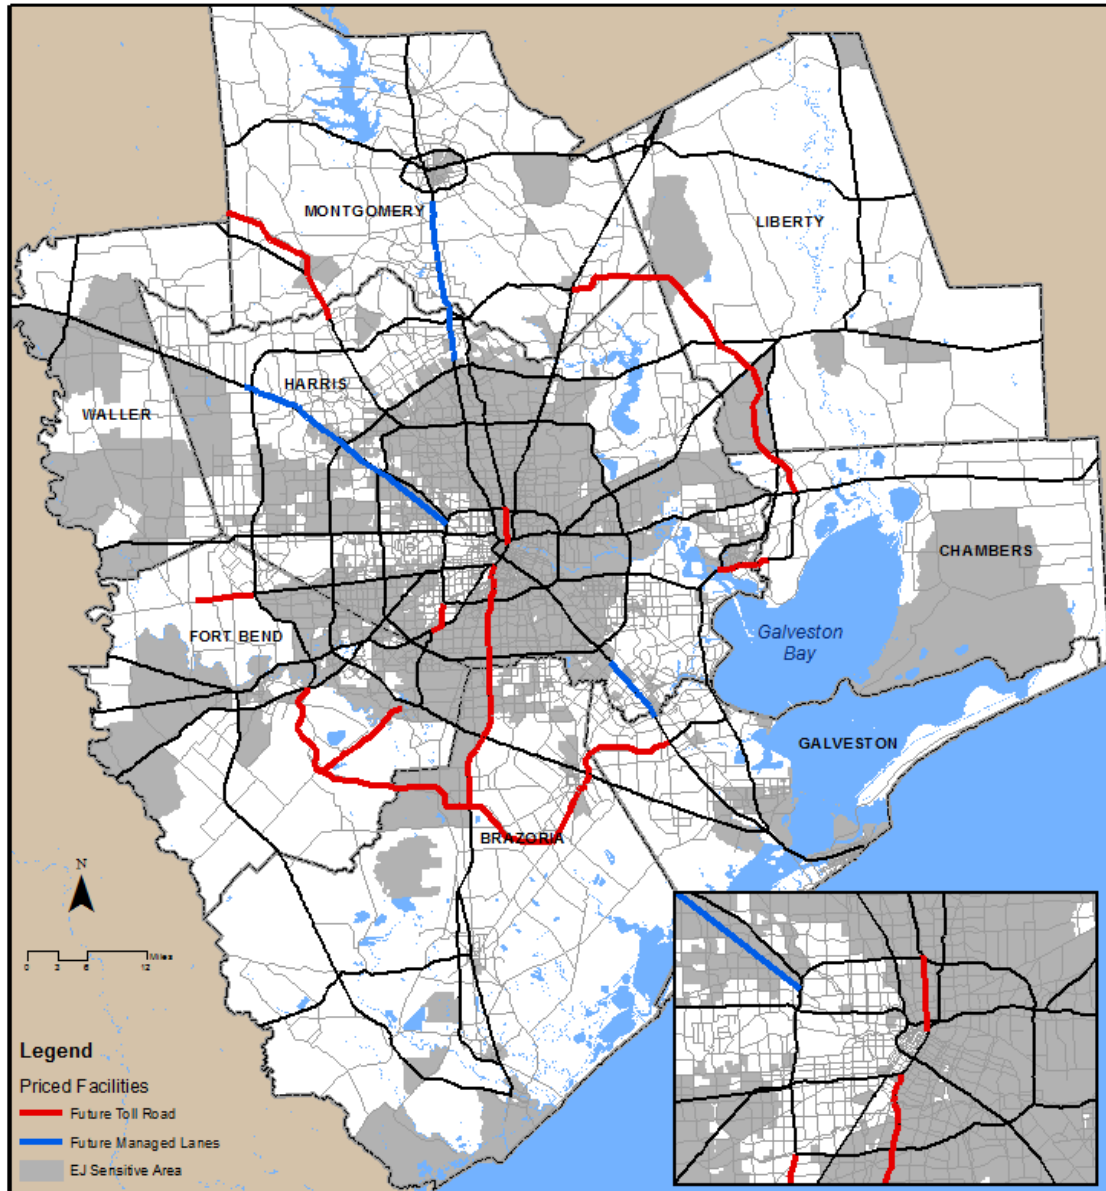 MONTGOMERY
LIBERTY
HARRIS
WALLER
CHAMBERS
FORT BEND
Galveston
Bay
GALVESTON
BRAZORIA
N
Miles
0 3 6 12
Legend
Priced Facilities
Future Toll Road
Future Managed Lanes
EJ Sensitive Area